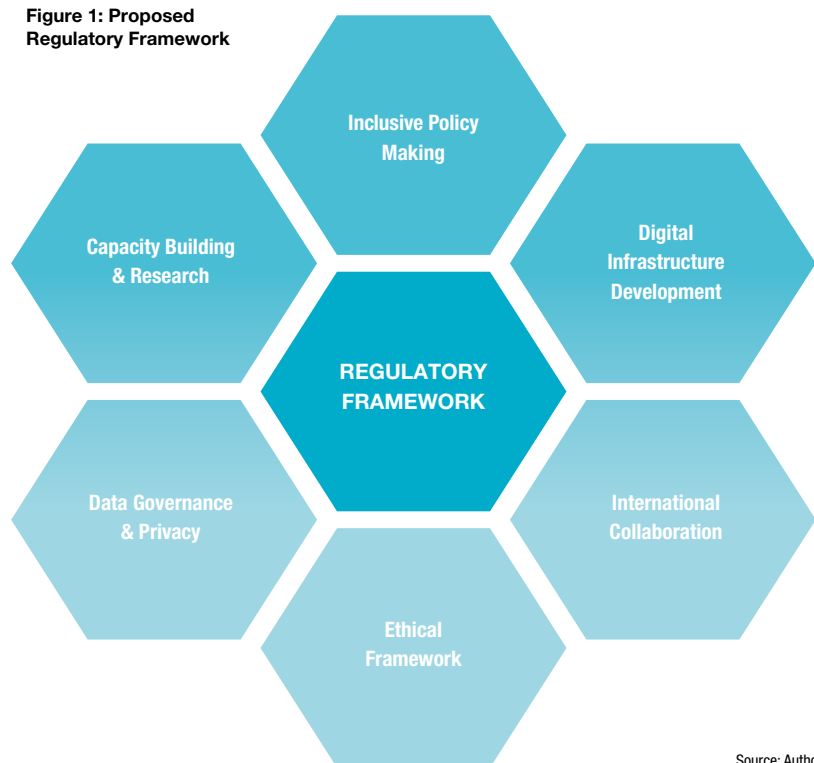 Figure 1: Proposed
Regulatory Framework
Inclusive Policy
Making
Capacity Building
& Research
Digital
Infrastructure
Development
REGULATORY
FRAMEWORK
Data Governance
& Privacy
International
Collaboration
Ethical
Framework
Source: